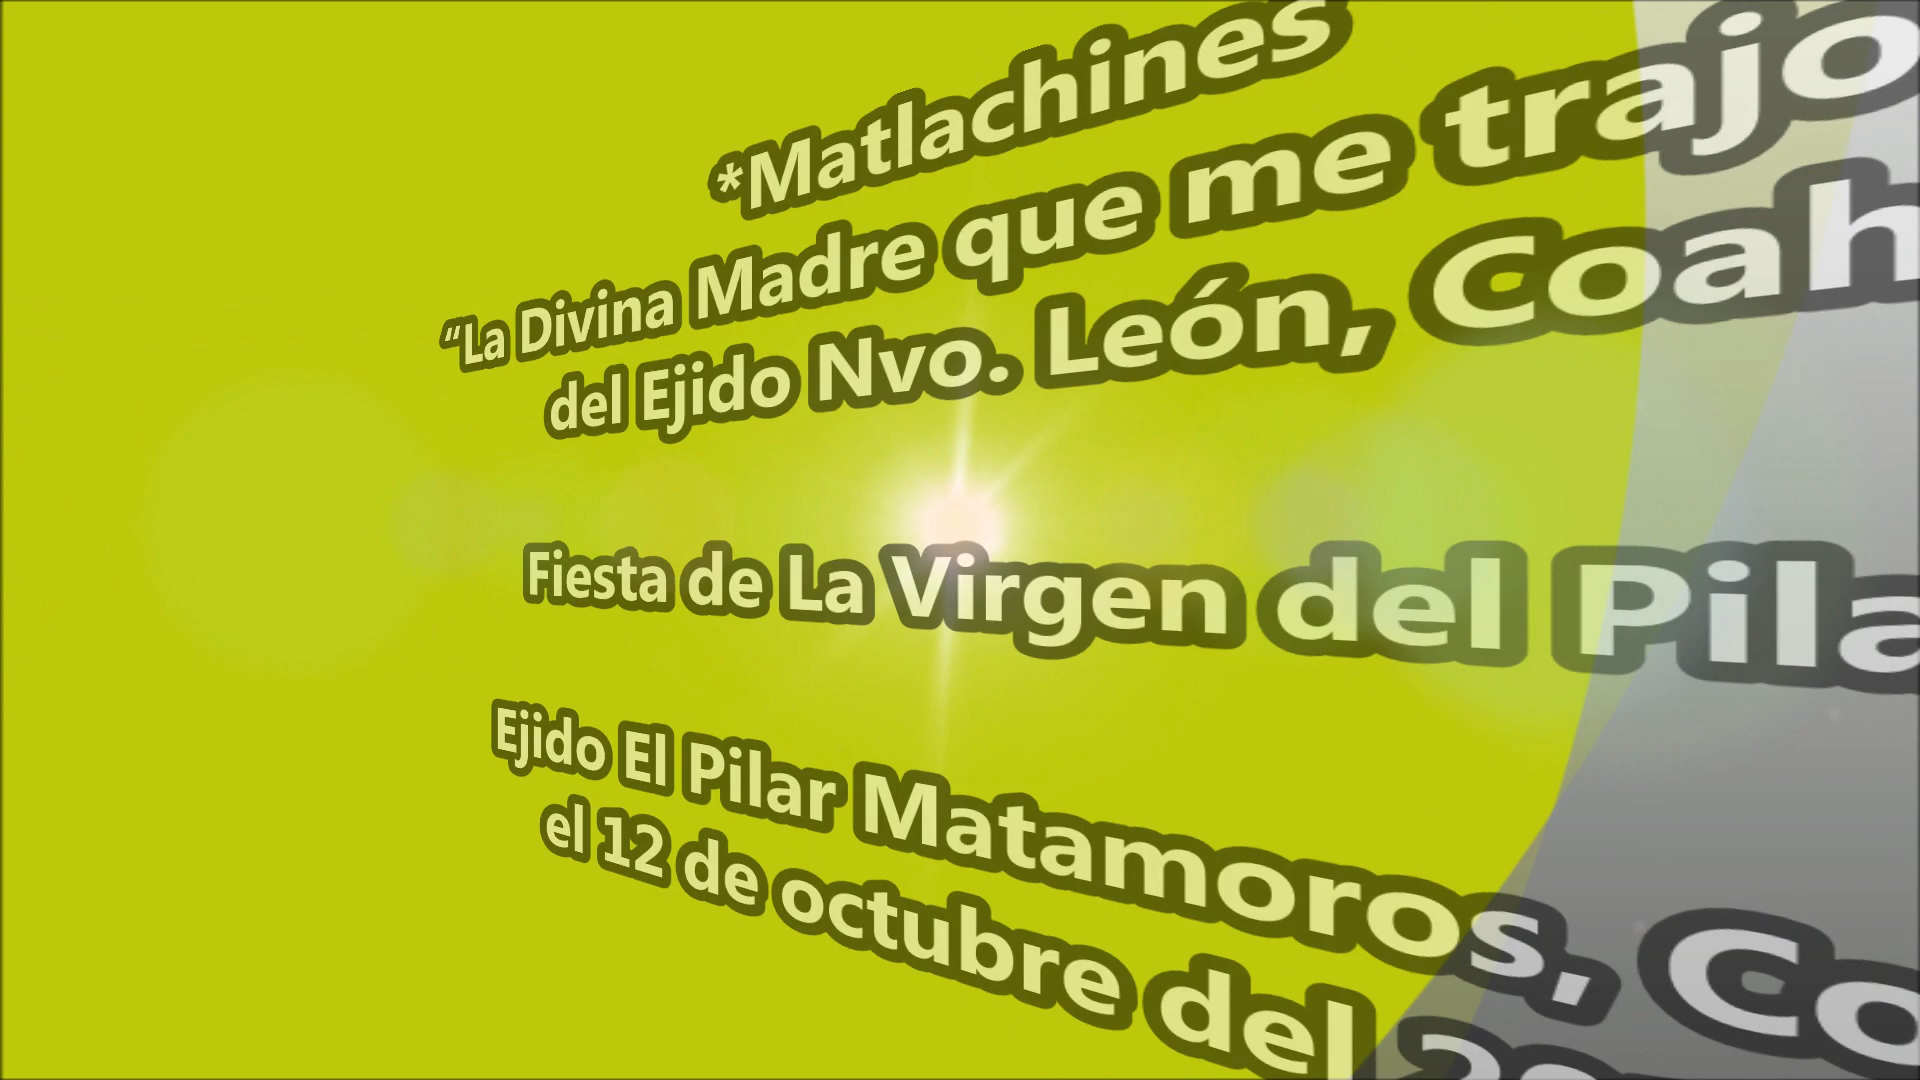 *Matlachines
“La Divina Madre que me trajo
del Ejido Nvo. León, Coah
Fiesta de La Virgen del Pila
Ejido El Pilar Matamoros, Co
el 12 de octubre del